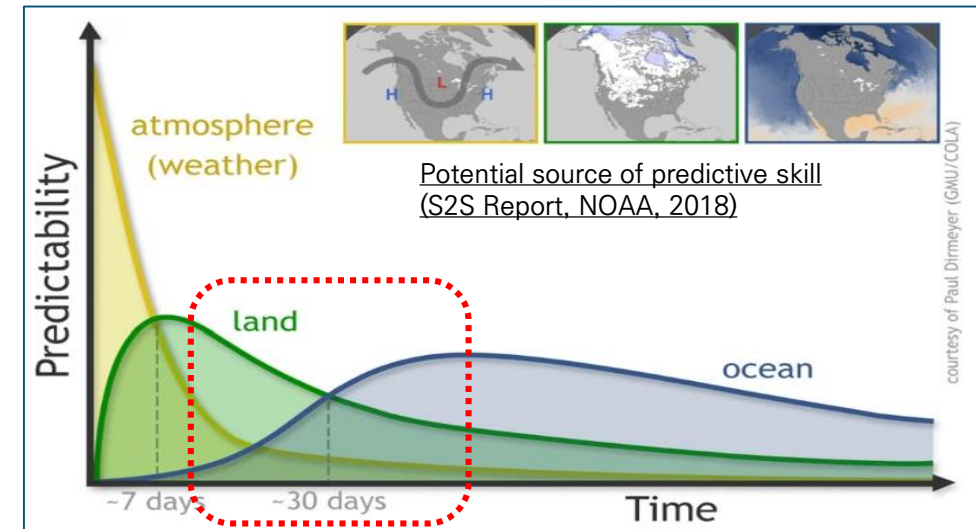 H
L
H
atmosphere
(weather)
Potential source of predictive skill
(S2S Report, NOAA, 2018)
courtesy of Paul Dirmeyer (GMU/COLA)
Predictability
land
ocean
~7 days
~30 days
Time